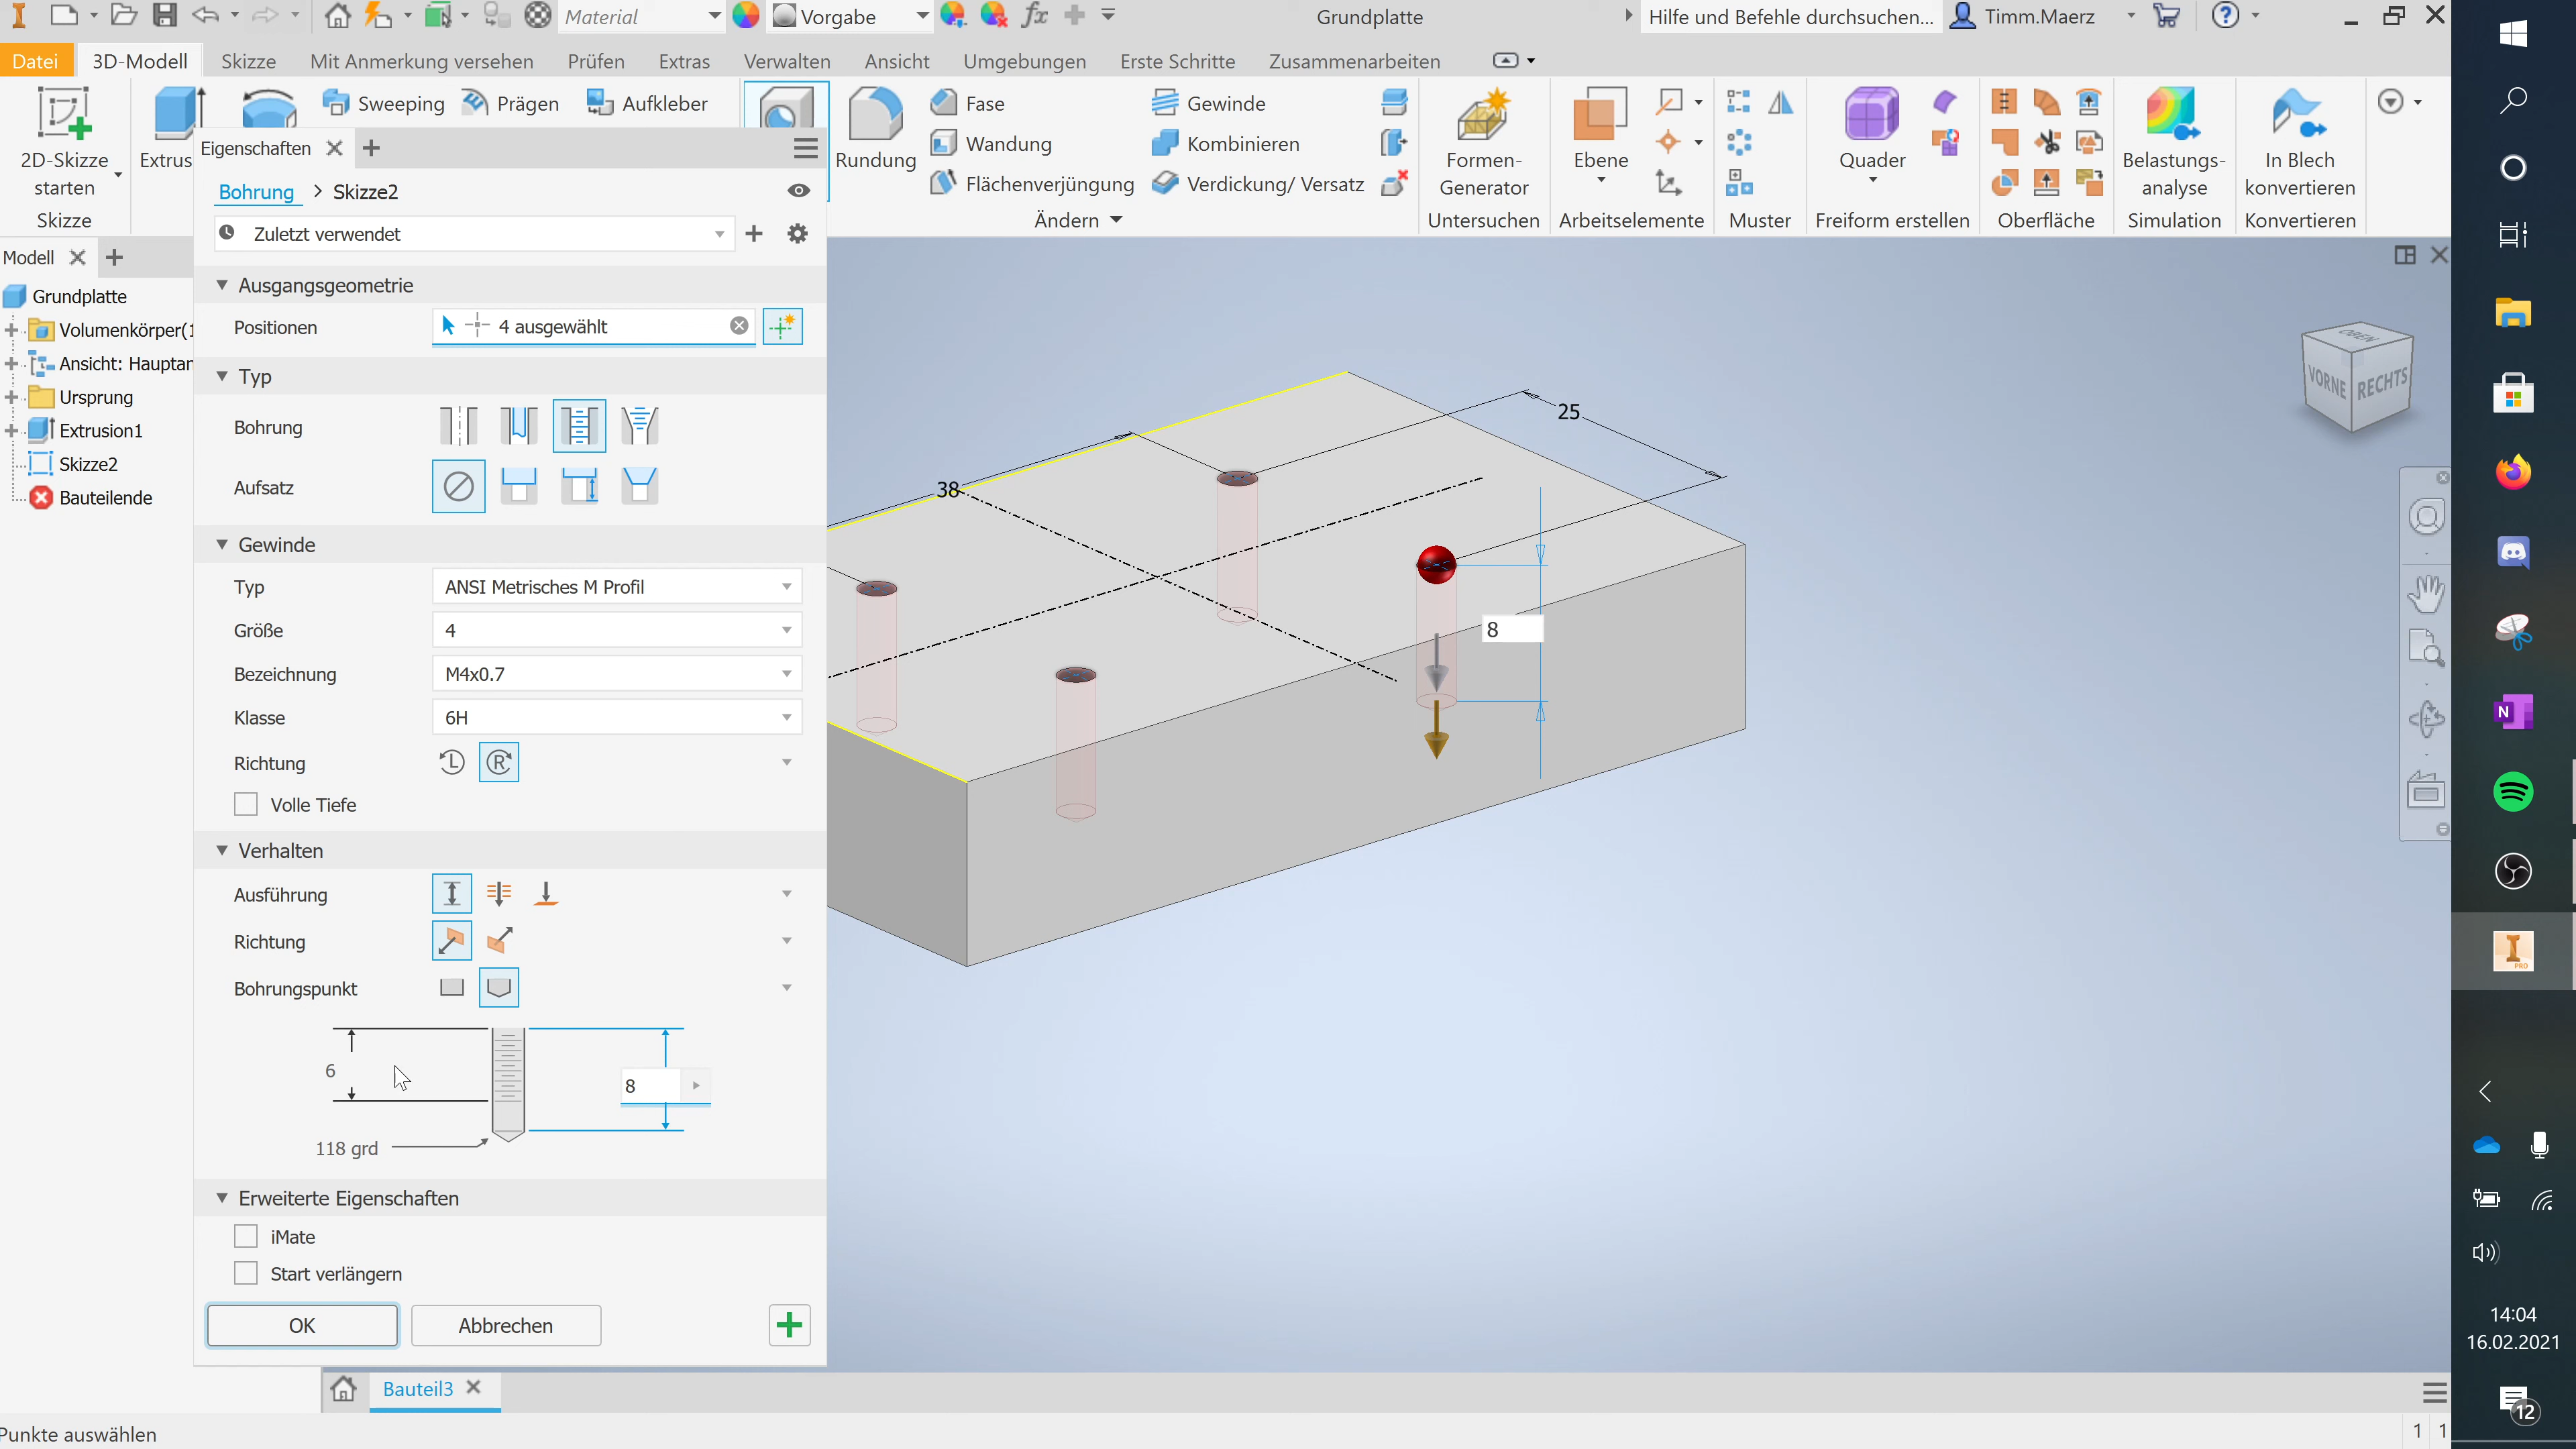 Material
Vorgabe
Grundplatte
Hilfe und Befehle durchsuchen...
Timm.Maerz
Datei
3D-Modell
Skizze
Mit Anmerkung versehen
Prüfen
Extras
Verwalten
Ansicht
Umgebungen
Erste Schritte
Zusammenarbeiten
2D-Skizze
starten
Skizze
Extrus
Sweeping
Prägen
Aufkleber
Rundung
Fase
Wandung
Flächenverjüngung
Gewinde
Kombinieren
Verdickung/ Versatz
Ändern
Formen-
Generator
Untersuchen
Ebene
Arbeitselemente
Muster
Quader
Freiform erstellen
Oberfläche
Belastungs-
analyse
Simulation
In Blech
konvertieren
Konvertieren
Modell
Grundplatte
Volumenkörper(1
Ansicht: Hauptan
Ursprung
Extrusion1
Skizze2
Bauteilende
Eigenschaften
Bohrung > Skizze2
Zuletzt verwendet
Ausgangsgeometrie
Positionen
4 ausgewählt
Typ
Bohrung
Aufsatz
Gewinde
Typ
ANSI Metrisches M Profil
Größe
4
Bezeichnung
M4x0.7
Klasse
6H
Richtung
L
R
Volle Tiefe
Verhalten
Ausführung
Richtung
Bohrungspunkt
6
8
118 grd
Erweiterte Eigenschaften
iMate
Start verlängern
OK
Abbrechen
25
38
8
OBEN
VORNE
RECHTS
Bauteil3
Punkte auswählen
1 1
N
I
PRO
14:04
16.02.2021
12